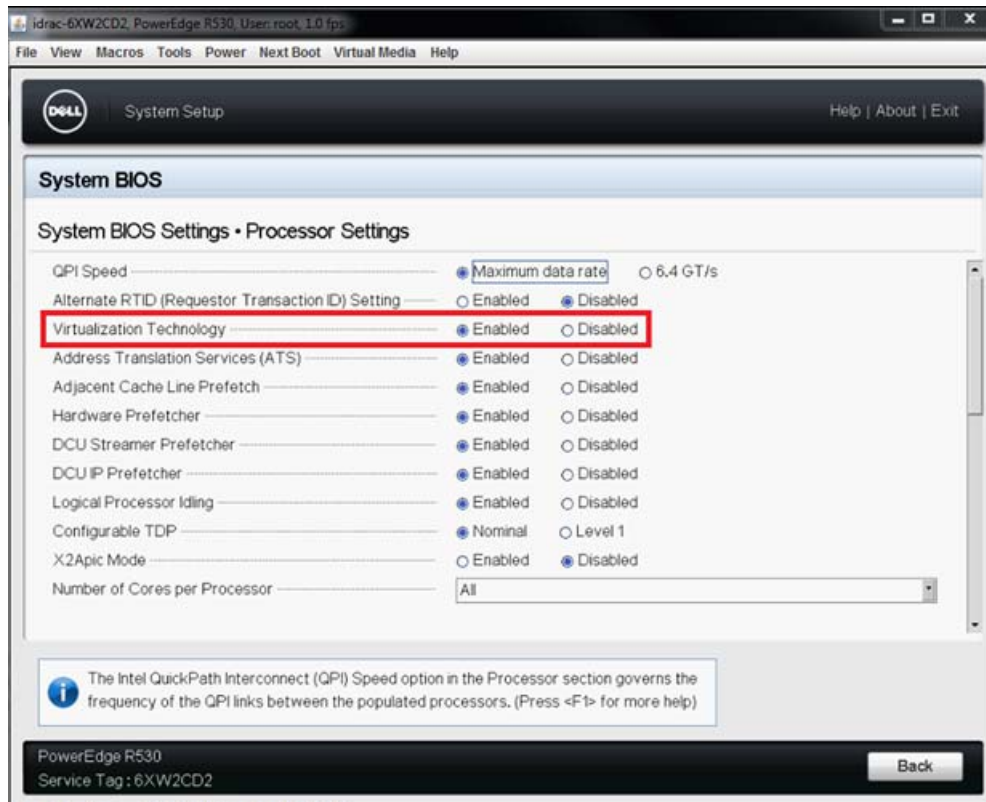 idrac-6XW2CD2, PowerEdge R530, User: root, 1.0 fps
File View Macros Tools Power Next Boot Virtual Media Help
DELL System Setup Help | About | Exit
System BIOS
System BIOS Settings • Processor Settings
QPI Speed Maximum data rate 6.4 GT/s
Alternate RTID (Requestor Transaction ID) Setting Enabled Disabled
Virtualization Technology Enabled Disabled
Address Translation Services (ATS) Enabled Disabled
Adjacent Cache Line Prefetch Enabled Disabled
Hardware Prefetcher Enabled Disabled
DCU Streamer Prefetcher Enabled Disabled
DCU IP Prefetcher Enabled Disabled
Logical Processor Idling Enabled Disabled
Configurable TDP Nominal Level 1
X2Apic Mode Enabled Disabled
Number of Cores per Processor All
The Intel QuickPath Interconnect (QPI) Speed option in the Processor section governs the
frequency of the QPI links between the populated processors. (Press <F1> for more help)
PowerEdge R530
Service Tag : 6XW2CD2
Back